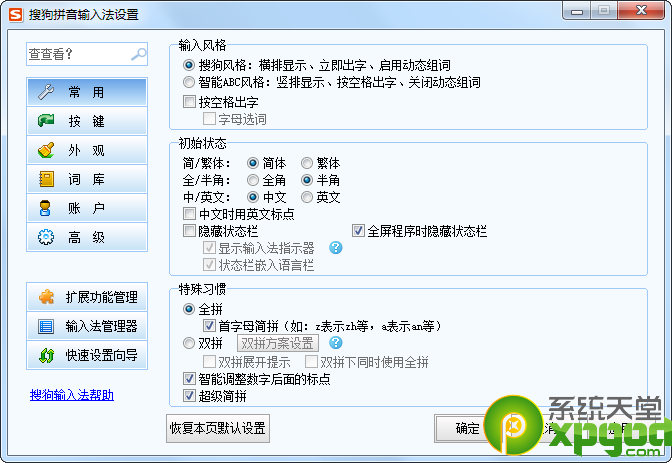 搜狗拼音输入法设置
查查看?
常 用
按 键
外 观
词 库
账 户
高 级
扩展功能管理
输入法管理器
快速设置向导
搜狗输入法帮助
输入风格
搜狗风格：横排显示、立即出字、启用动态组词
智能ABC风格：竖排显示、按空格出字、关闭动态组词
按空格出字
字母选词
初始状态
简/繁体： 简体 繁体
全/半角： 全角 半角
中/英文： 中文 英文
中文时用英文标点
隐藏状态栏 全屏程序时隐藏状态栏
显示输入法指示器
状态栏嵌入语言栏
特殊习惯
全拼
首字母简拼（如：z表示zh等，a表示an等）
双拼 双拼方案设置
双拼展开提示 双拼下同时使用全拼
智能调整数字后面的标点
超级简拼
恢复本页默认设置 确定
系统天堂
xpgod
.com